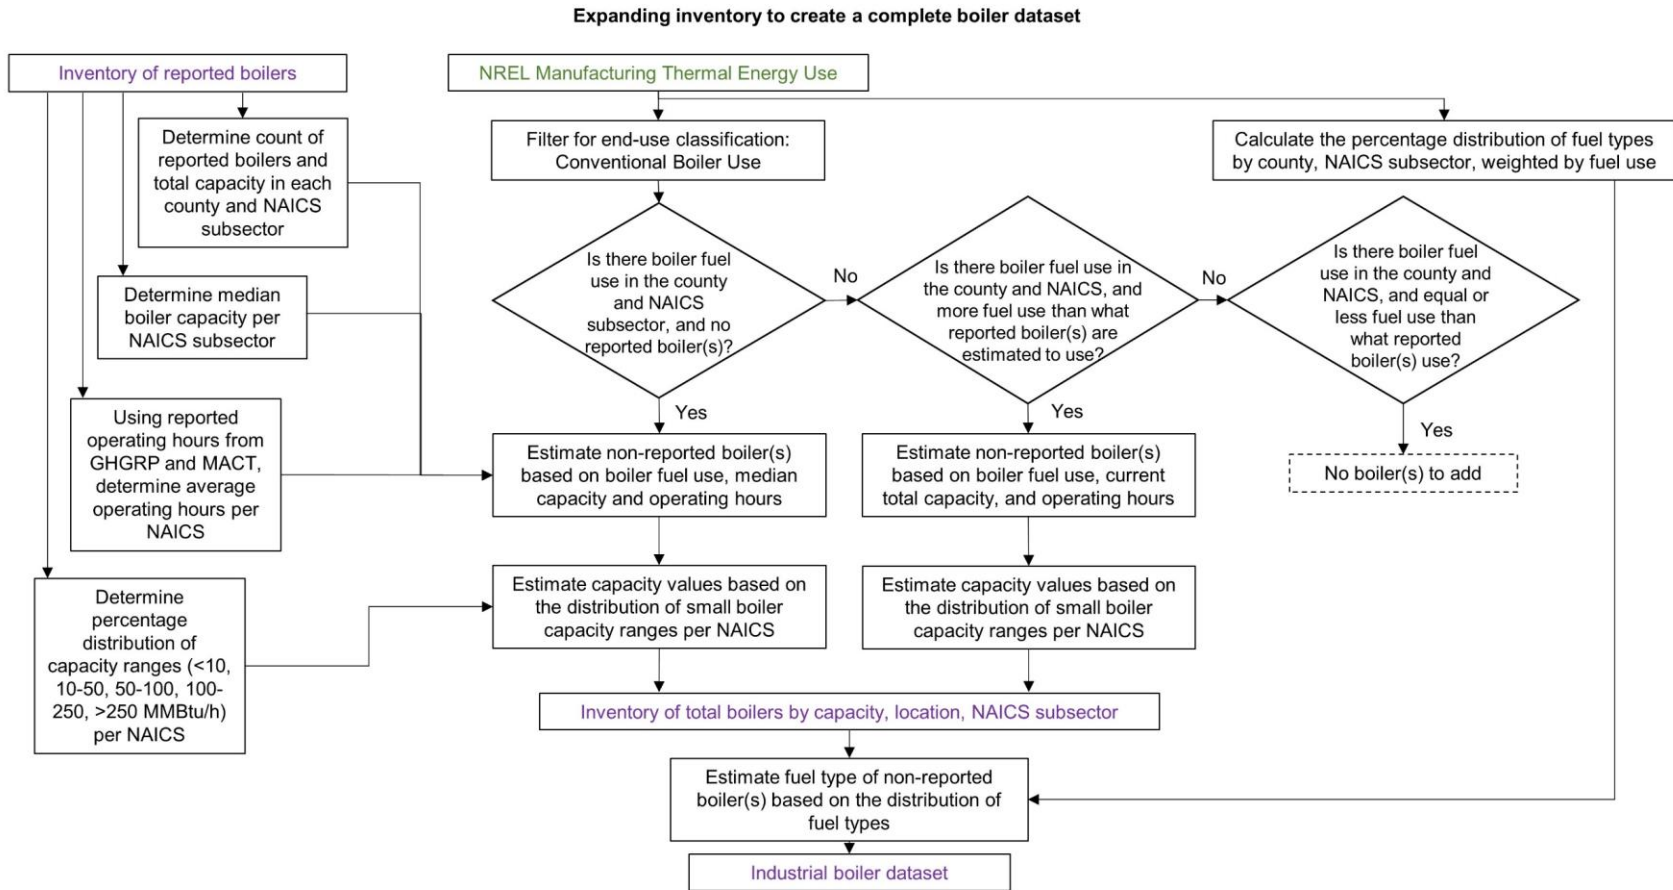 Expanding inventory to create a complete boiler dataset
Inventory of reported boilers
NREL Manufacturing Thermal Energy Use
Determine count of
reported boilers and
total capacity in each
county and NAICS
subsector
Filter for end-use classification:
Conventional Boiler Use
Calculate the percentage distribution of fuel types
by county, NAICS subsector, weighted by fuel use
Determine median
boiler capacity per
NAICS subsector
Is there boiler fuel
use in the county
and NAICS
subsector, and no
reported boiler(s)?
No
Is there boiler fuel use in
the county and NAICS, and
more fuel use than what
reported boiler(s) are
estimated to use?
No
Is there boiler fuel
use in the county and
NAICS, and equal or
less fuel use than
what reported
boiler(s) use?
Yes
Yes
Yes
Using reported
operating hours from
GHGRP and MACT,
determine average
operating hours per
NAICS
Estimate non-reported boiler(s)
based on boiler fuel use, median
capacity and operating hours
Estimate non-reported boiler(s)
based on boiler fuel use, current
total capacity, and operating hours
No boiler(s) to add
Determine
percentage
distribution of
capacity ranges (<10,
10-50, 50-100, 100-
250, >250 MMBtu/h)
per NAICS
Estimate capacity values based on
the distribution of small boiler
capacity ranges per NAICS
Estimate capacity values based on
the distribution of small boiler
capacity ranges per NAICS
Inventory of total boilers by capacity, location, NAICS subsector
Estimate fuel type of non-reported
boiler(s) based on the distribution of
fuel types
Industrial boiler dataset